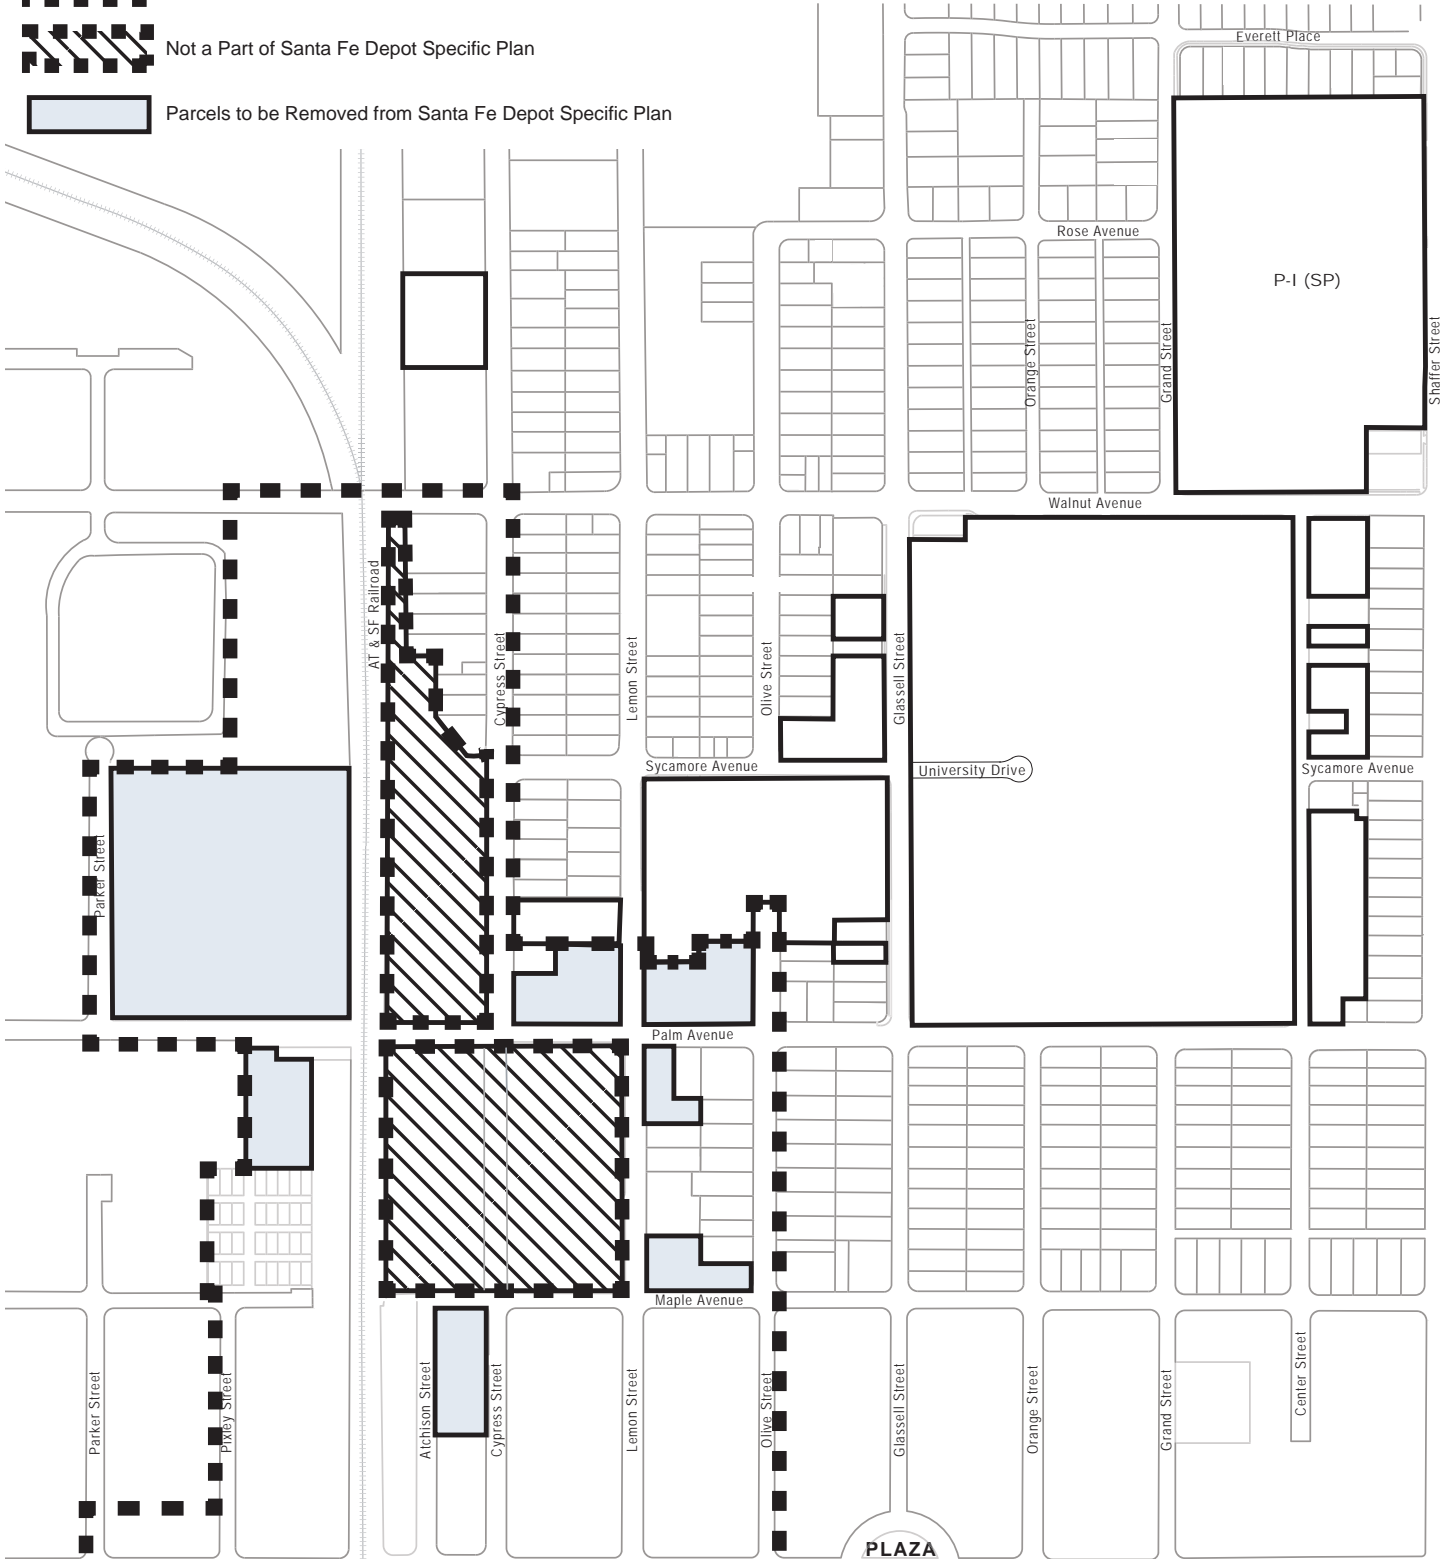 Not a Part of Santa Fe Depot Specific Plan
Parcels to be Removed from Santa Fe Depot Specific Plan
Everett Place
Rose Avenue
P-I (SP)
Orange Street
Grand Street
Shaffer Street
Walnut Avenue
AT & SF Railroad
Cypress Street
Lemon Street
Olive Street
Glassell Street
Sycamore Avenue
University Drive
Sycamore Avenue
Parker Street
Palm Avenue
Maple Avenue
Parker Street
Pixley Street
Atchison Street
Cypress Street
Lemon Street
Olive Street
Glassell Street
Orange Street
Grand Street
Center Street
PLAZA